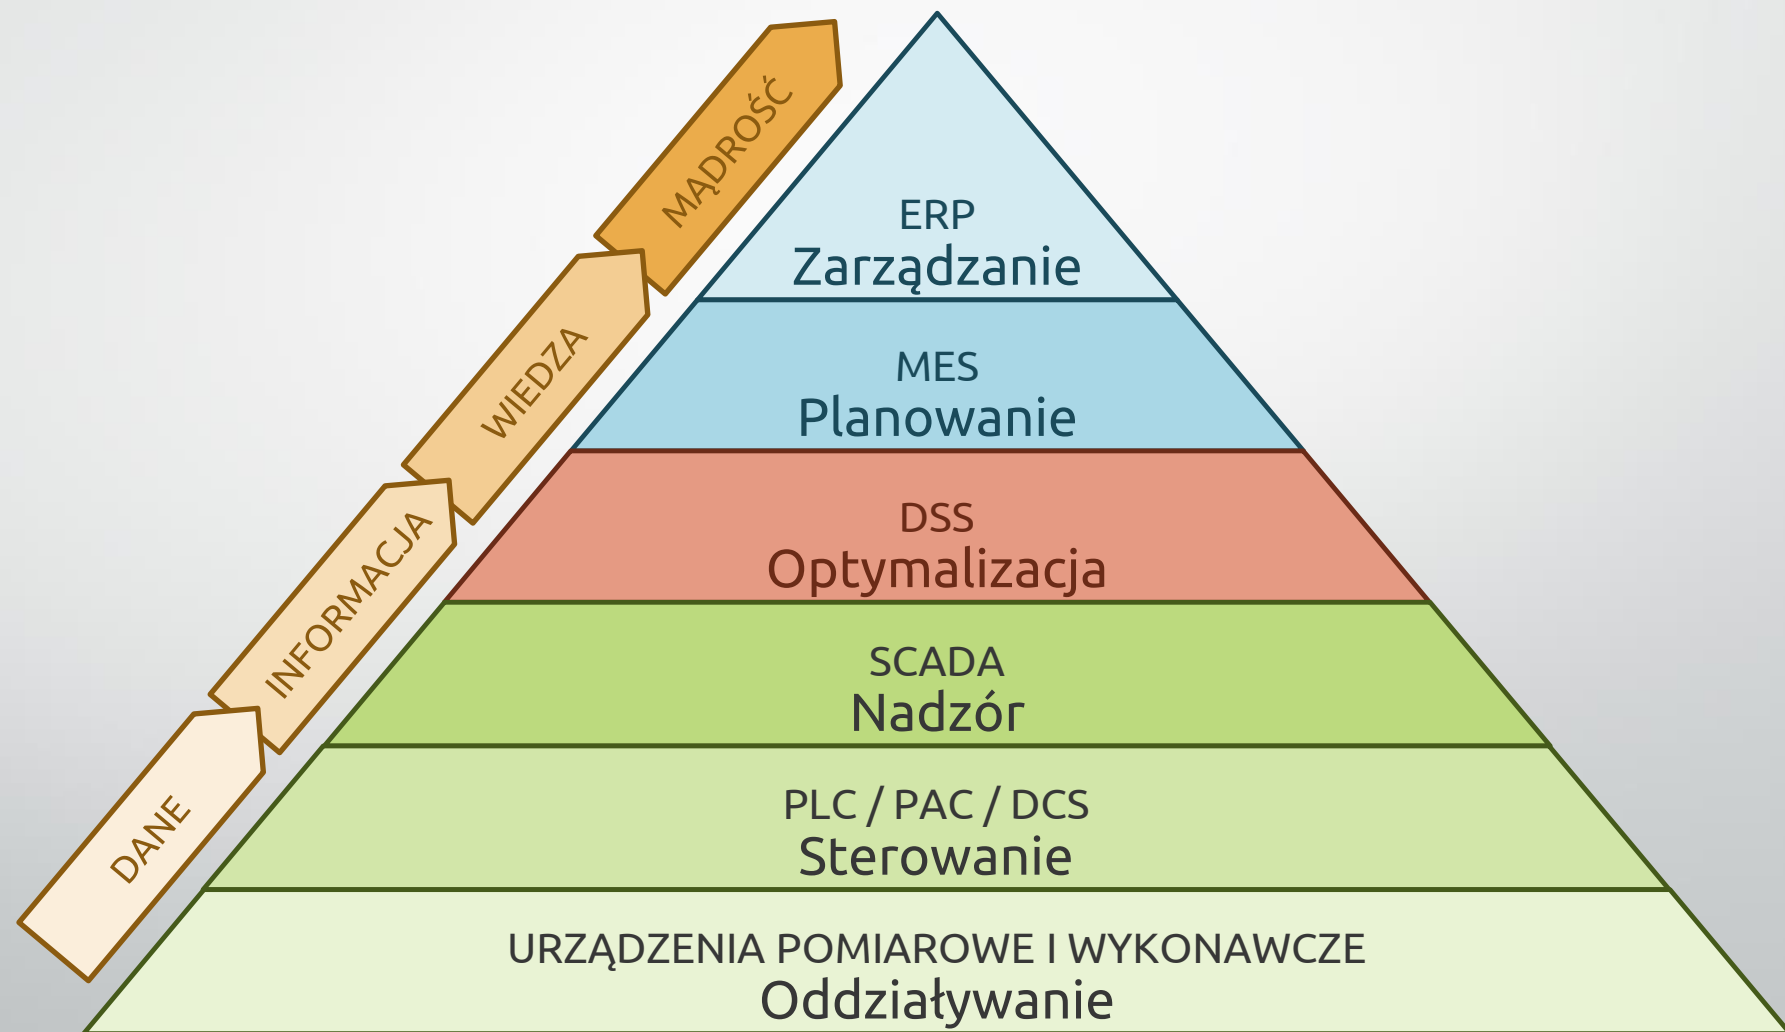 MĄDROŚĆ
WIEDZA
INFORMACJA
DANE
ERP
Zarządzanie
MES
Planowanie
DSS
Optymalizacja
SCADA
Nadzór
PLC / PAC / DCS
Sterowanie
URZĄDZENIA POMIAROWE I WYKONAWCZE
Oddziaływanie